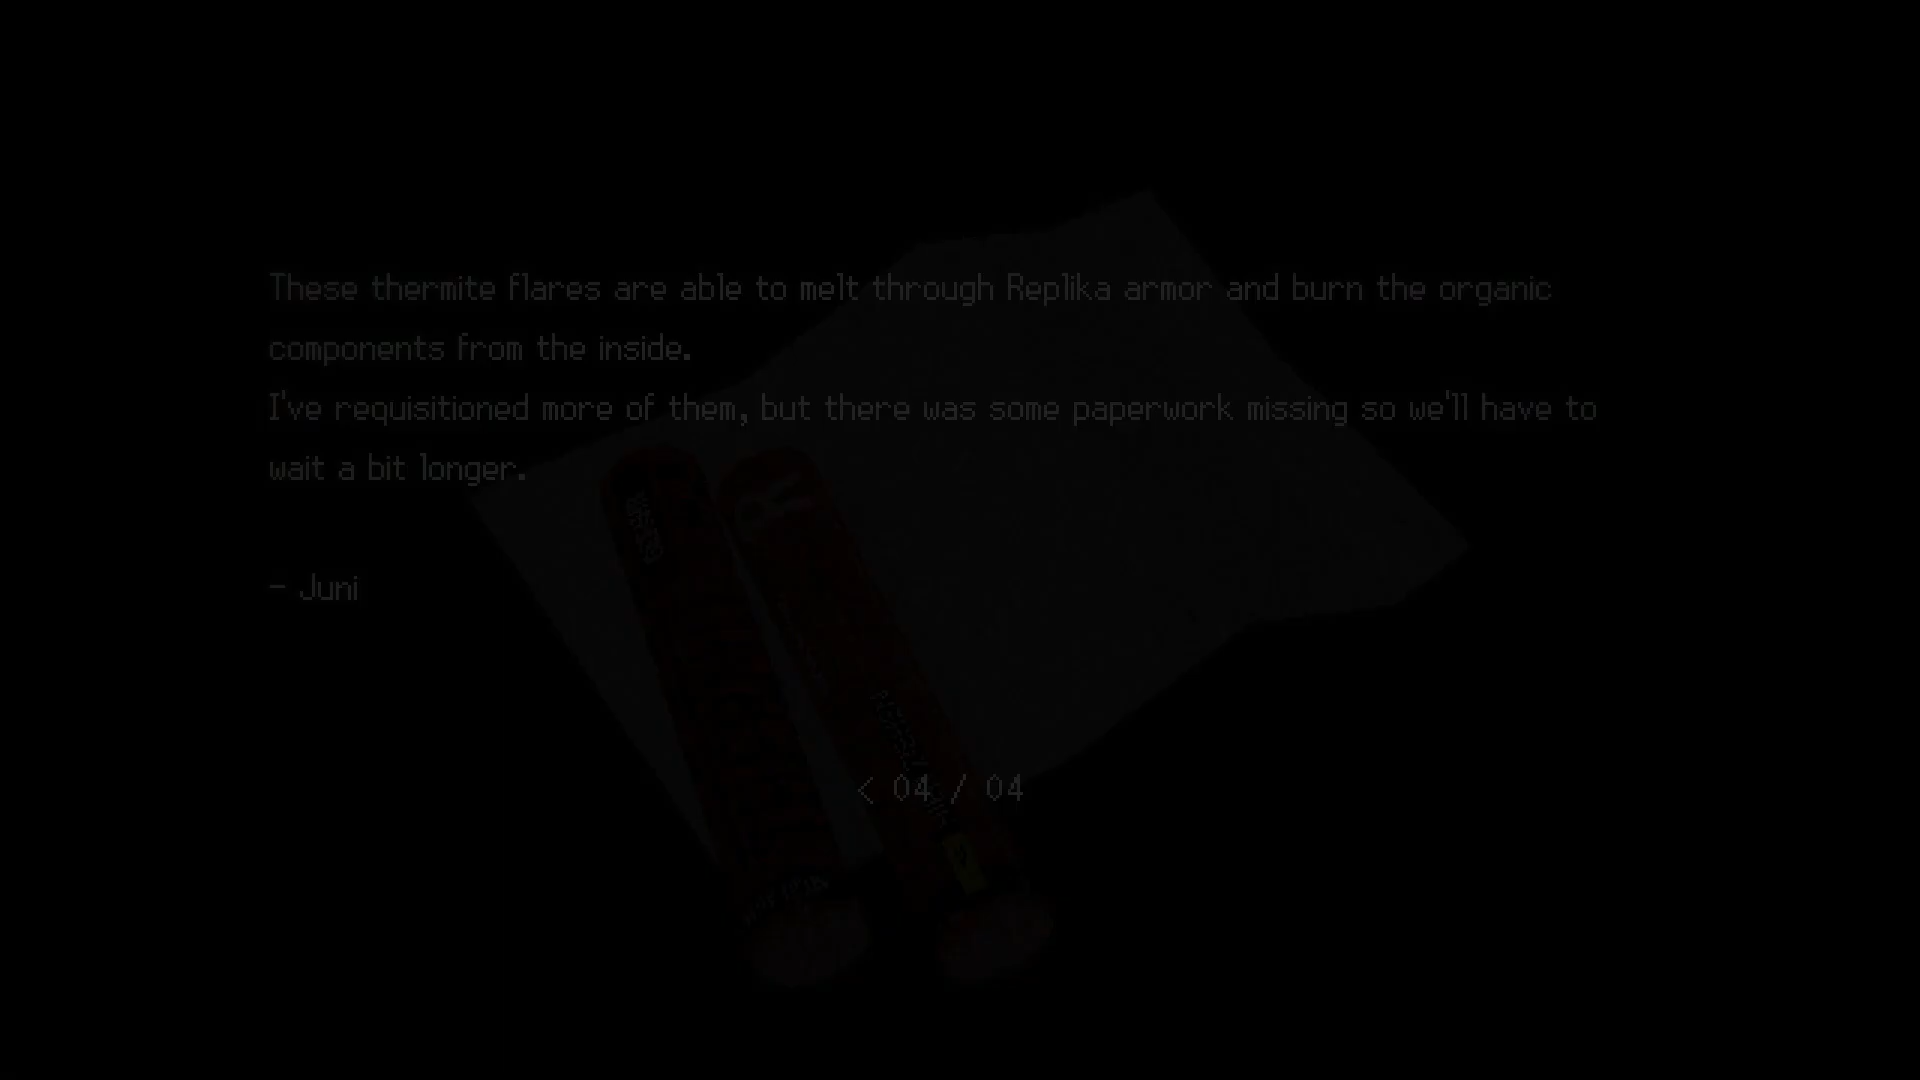 These thermite flares are able to melt through Replika armor and burn the organic
components from the inside.
I've requisitioned more of them, but there was some paperwork missing so we'll have to
wait a bit longer.
- Juni
R
< 04 / 04